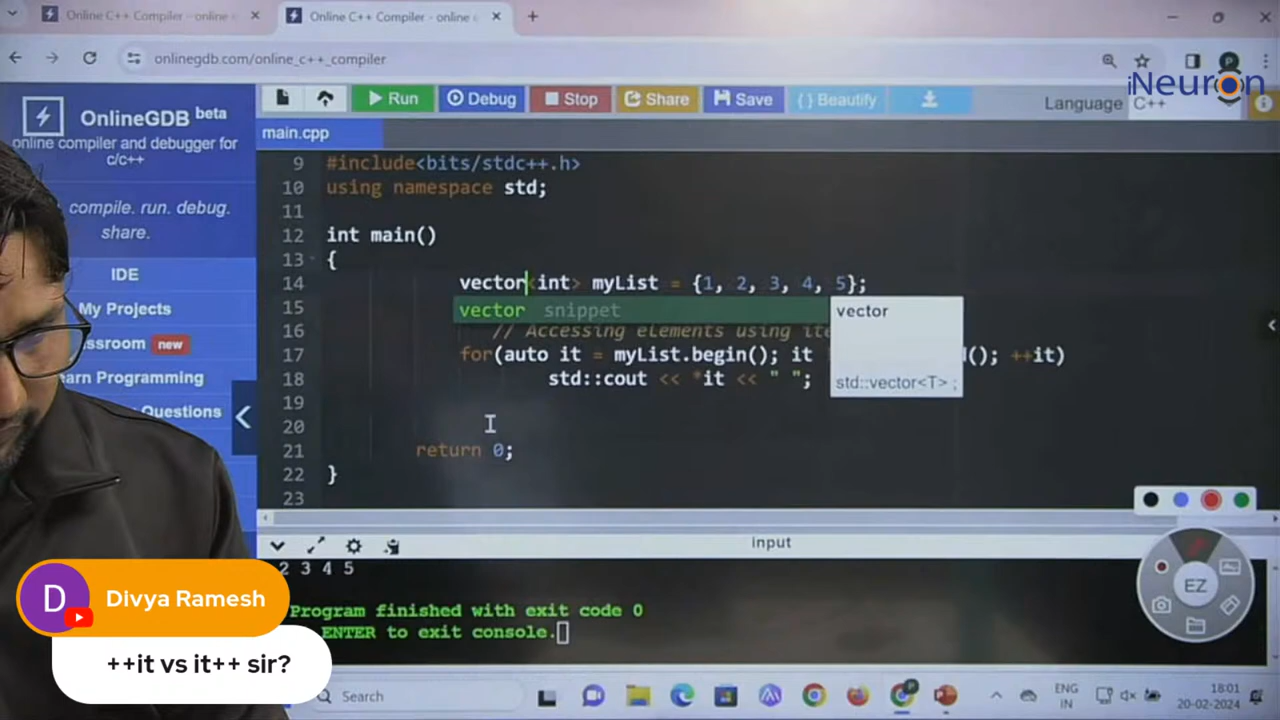 Online C++ Compiler - online c
Online C++ Compiler - online c
onlinegdb.com/online_c++_compiler
iNeuron
OnlineGDB beta
online compiler and debugger for
c/c++
compile. run. debug.
share.
IDE
My Projects
new
Run
Debug
Stop
Share
Save
{ } Beautify
Language C++
main.cpp
9 #include<bits/stdc++.h>
10 using namespace std;
11
12 int main()
13 {
14 vector<int> myList = {1, 2, 3, 4, 5};
vector snippet
vector
std::vector<T> ;
15
16 // Accessing elements using
17 for(auto it = myList.begin(); it (); ++it)
18 std::cout << *it << " ";
19
20
21 return 0;
22 }
23
input
2 3 4 5
Program finished with exit code 0
ENTER to exit console.
EZ
D
Divya Ramesh
++it vs it++ sir?
Search
ENG
IN
18:01
20-02-2024